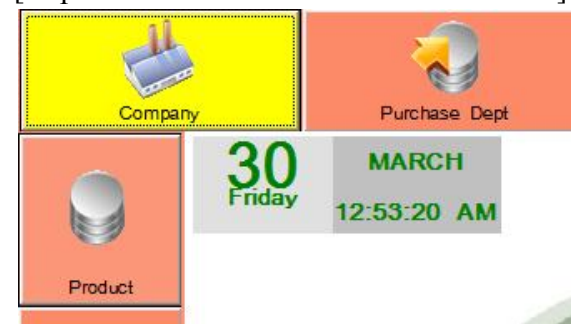 Company
Purchase Dept
30
Friday
MARCH
12:53:20 AM
Product